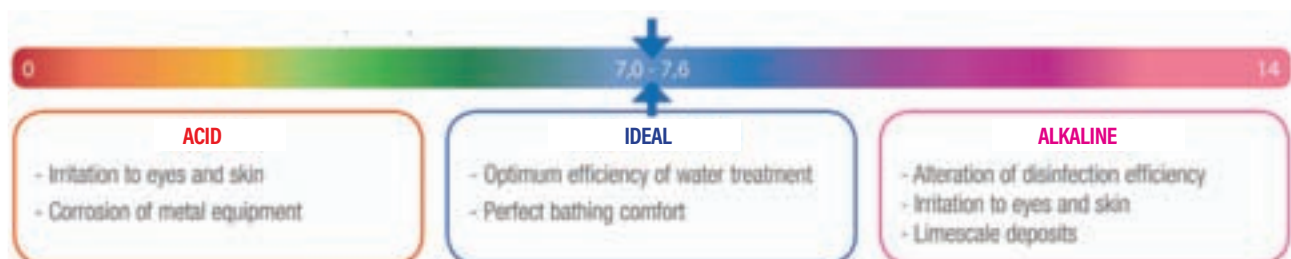 0
7,0 - 7,6
14
ACID
- Irritation to eyes and skin
- Corrosion of metal equipment
IDEAL
- Optimum efficiency of water treatment
- Perfect bathing comfort
ALKALINE
- Alteration of disinfection efficiency
- Irritation to eyes and skin
- Limescale deposits